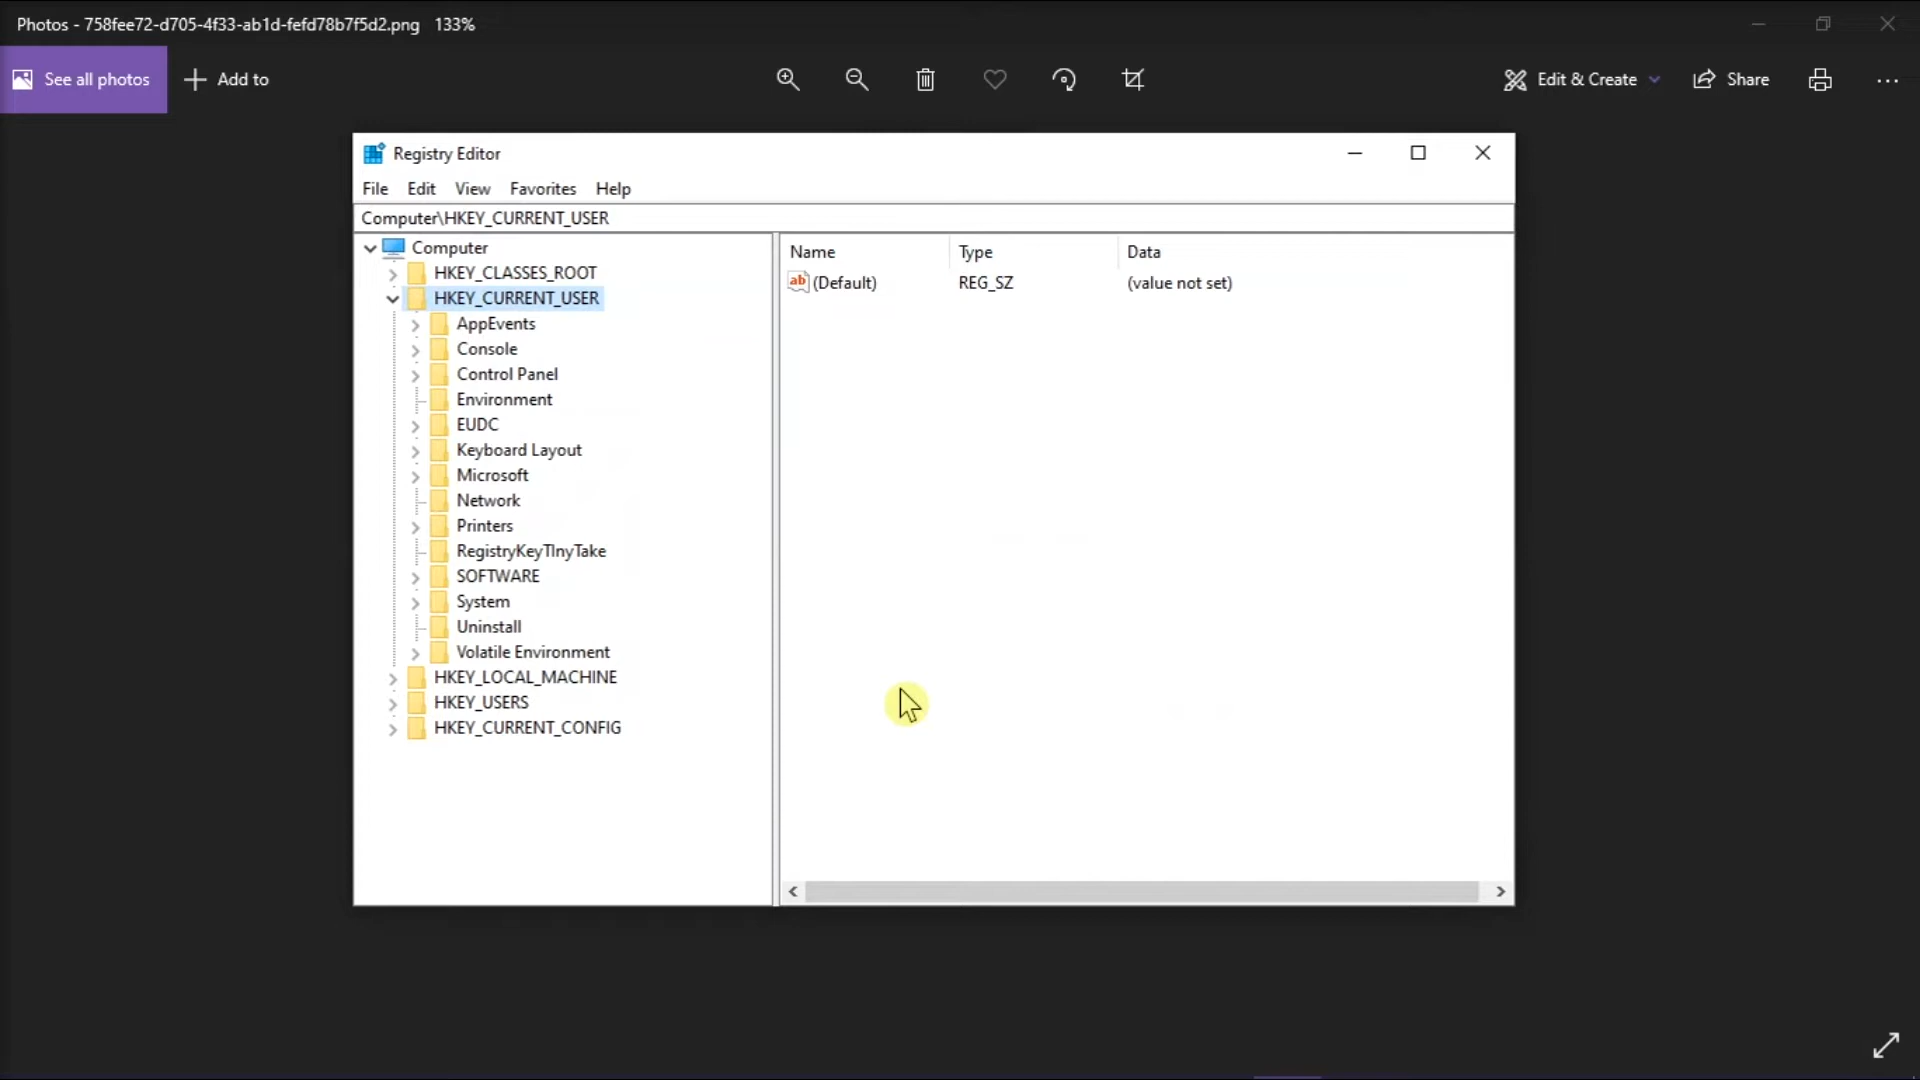 Photos - 758fee72-d705-4f33-ab1d-fefd78b7f5d2.png 133%
See all photos
Add to
Edit & Create
Share
Registry Editor
File Edit View Favorites Help
Computer\HKEY_CURRENT_USER
Computer
HKEY_CLASSES_ROOT
HKEY_CURRENT_USER
AppEvents
Console
Control Panel
Environment
EUDC
Keyboard Layout
Microsoft
Network
Printers
RegistryKeyTInyTake
SOFTWARE
System
Uninstall
Volatile Environment
HKEY_LOCAL_MACHINE
HKEY_USERS
HKEY_CURRENT_CONFIG
Name Type Data
ab (Default) REG_SZ (value not set)